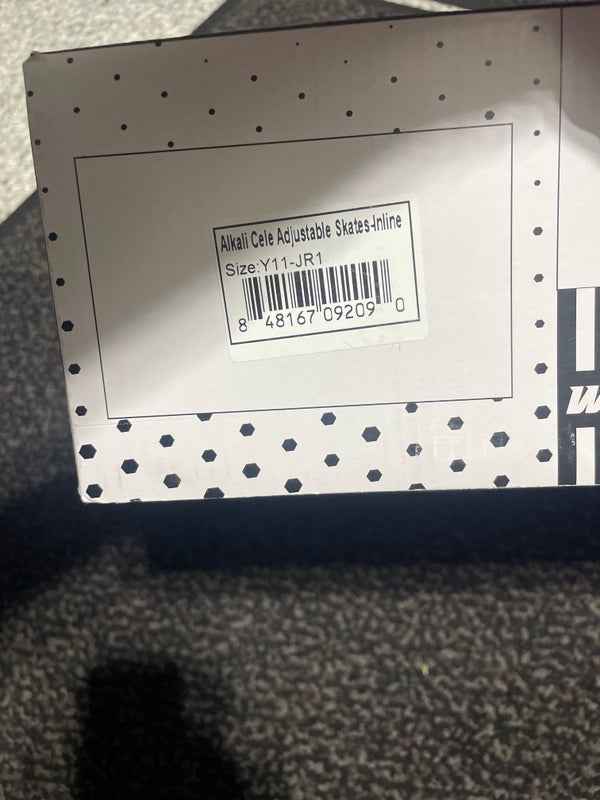 Alkali Cele Adjustable Skates-Inline
Size:Y11-JR1
8 48167 09209 0